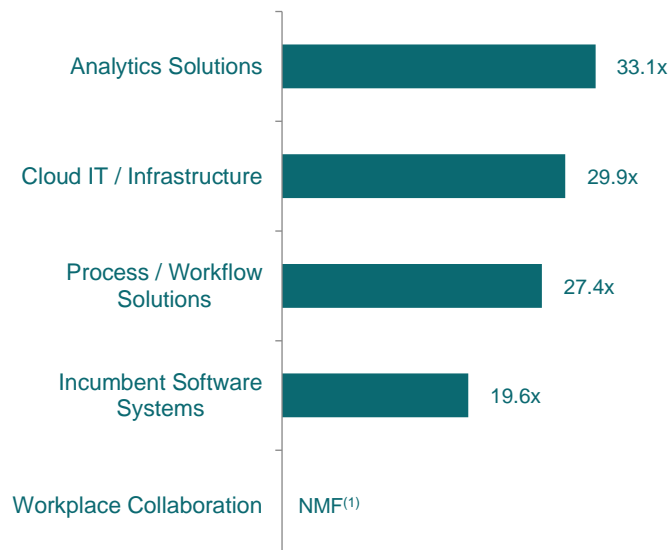 Analytics Solutions
33.1x
Cloud IT / Infrastructure
29.9x
Process / Workflow
Solutions
27.4x
Incumbent Software
Systems
19.6x
Workplace Collaboration
NMF(1)